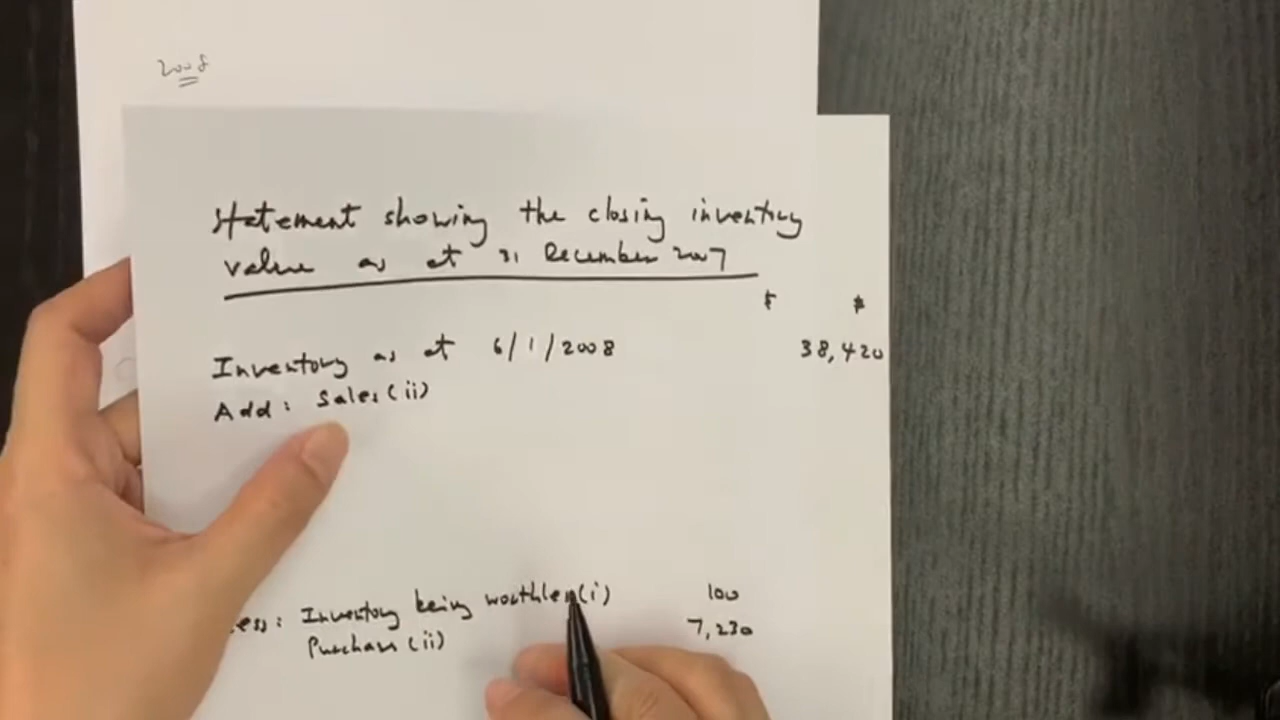 2008
Statement showing the closing inventory
value as at 31 December 2007
$ $
Inventory as at 6/1/2008 38,420
Add: Sales (ii)
ess: Inventory being worthless (i) 100
Purchases (ii) 7,230